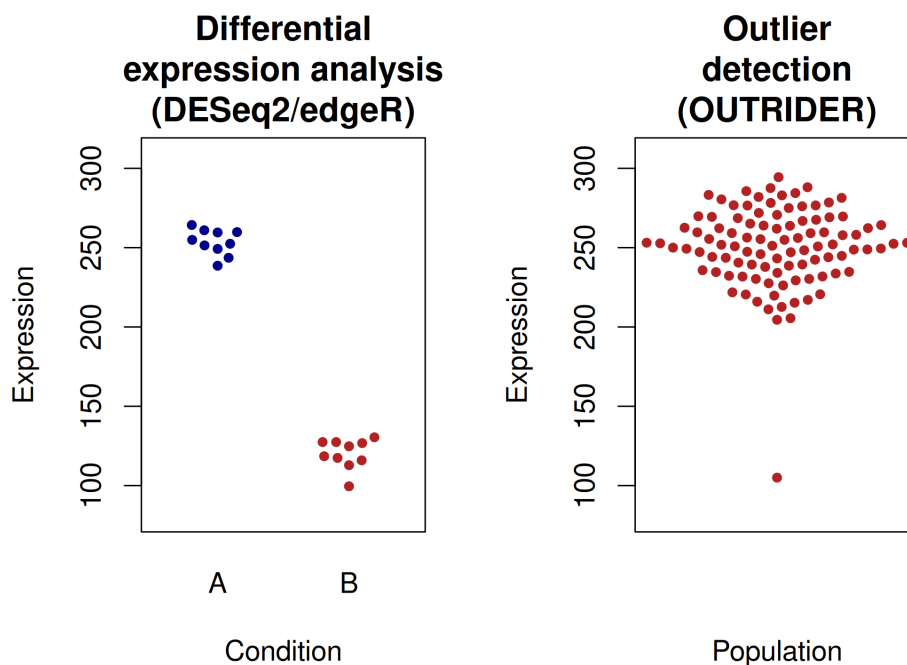 Differential
expression analysis
(DESeq2/edgeR)
Expression
300
250
200
150
100
A
B
Condition
Outlier
detection
(OUTRIDER)
Expression
300
250
200
150
100
Population